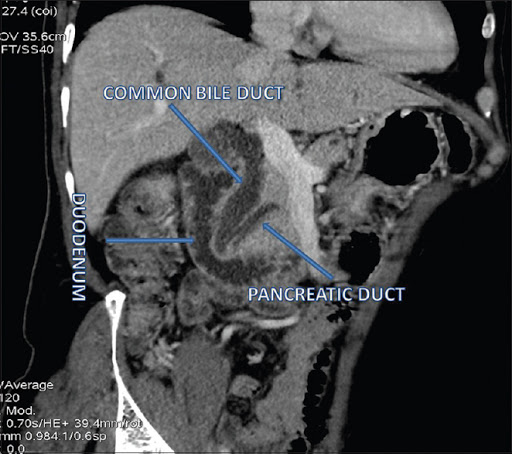 27.4 (coi)
OV 35.6cm
FT/SS40
COMMON BILE DUCT
DUODENUM
PANCREATIC DUCT
/Average
120
Mod.
0.70s/HE+ 39.4mm/rot
mm 0.984:1/0.6sp
0.0